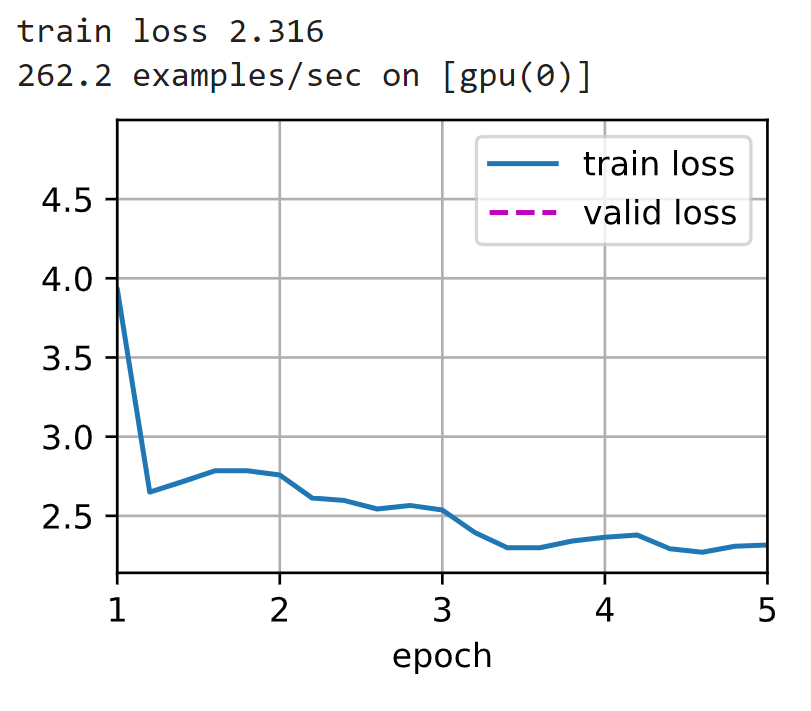 train loss 2.316
262.2 examples/sec on [gpu(0)]
train loss
valid loss
4.5
4.0
3.5
3.0
2.5
1 2 3 4 5
epoch